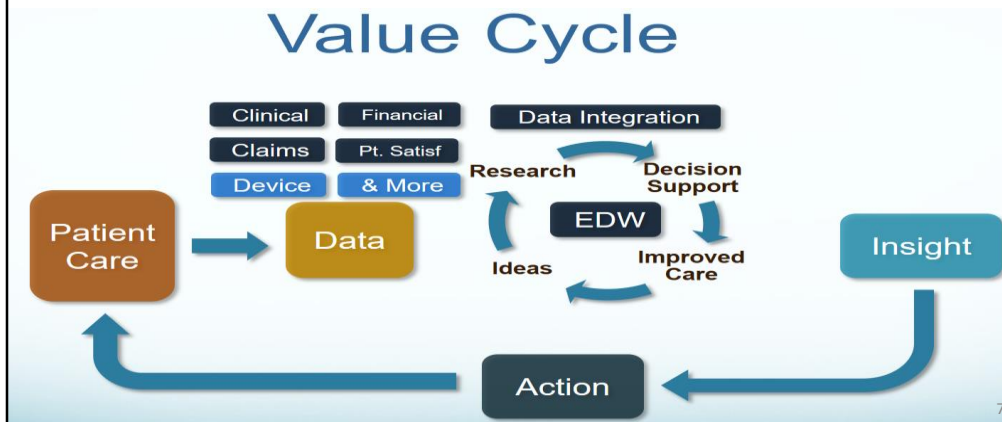 Value Cycle
Clinical
Financial
Data Integration
Claims
Pt. Satisf
Research
Decision
Support
Device
& More
Patient
Care
Data
EDW
Insight
Ideas
Improved
Care
Action
7